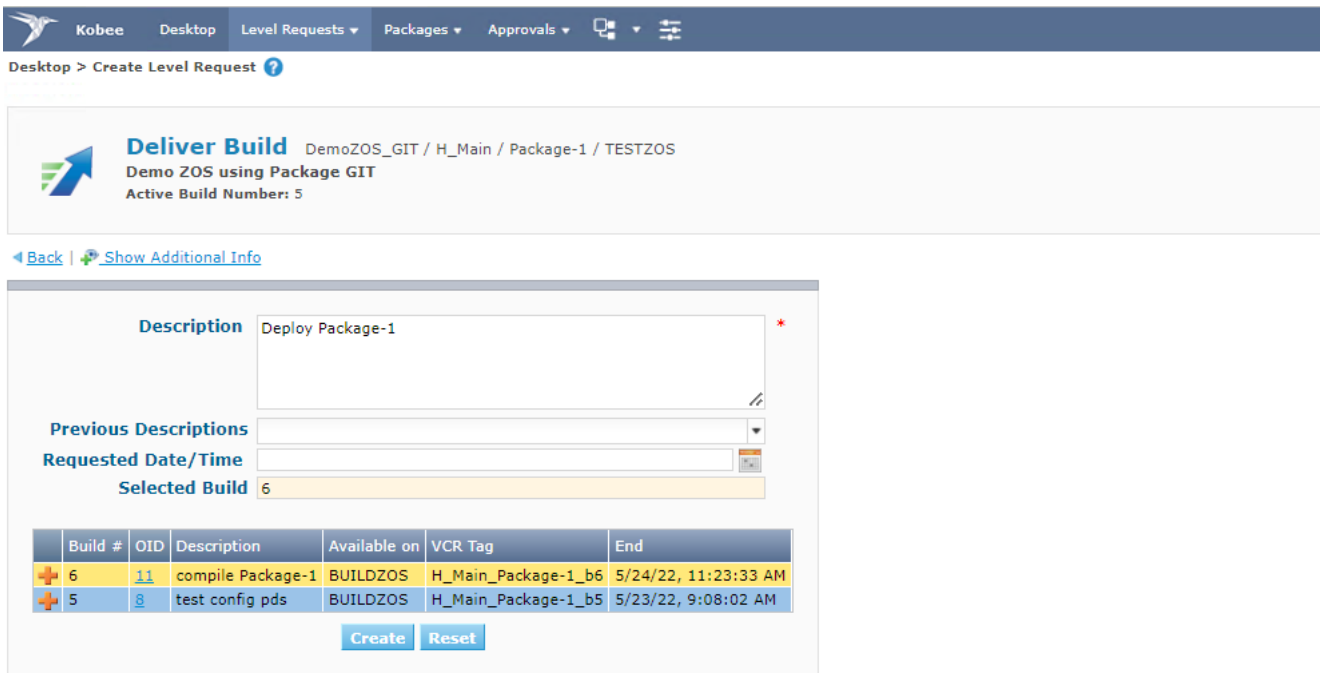 Kobee Desktop Level Requests Packages Approvals
Desktop > Create Level Request ?
Deliver Build DemoZOS_GIT / H_Main / Package-1 / TESTZOS
Demo ZOS using Package GIT
Active Build Number: 5
Back | Show Additional Info
Description Deploy Package-1 *
Previous Descriptions
Requested Date/Time
Selected Build 6
Build # OID Description Available on VCR Tag End
6 11 compile Package-1 BUILDZOS H_Main_Package-1_b6 5/24/22, 11:23:33 AM
5 8 test config pds BUILDZOS H_Main_Package-1_b5 5/23/22, 9:08:02 AM
Create Reset